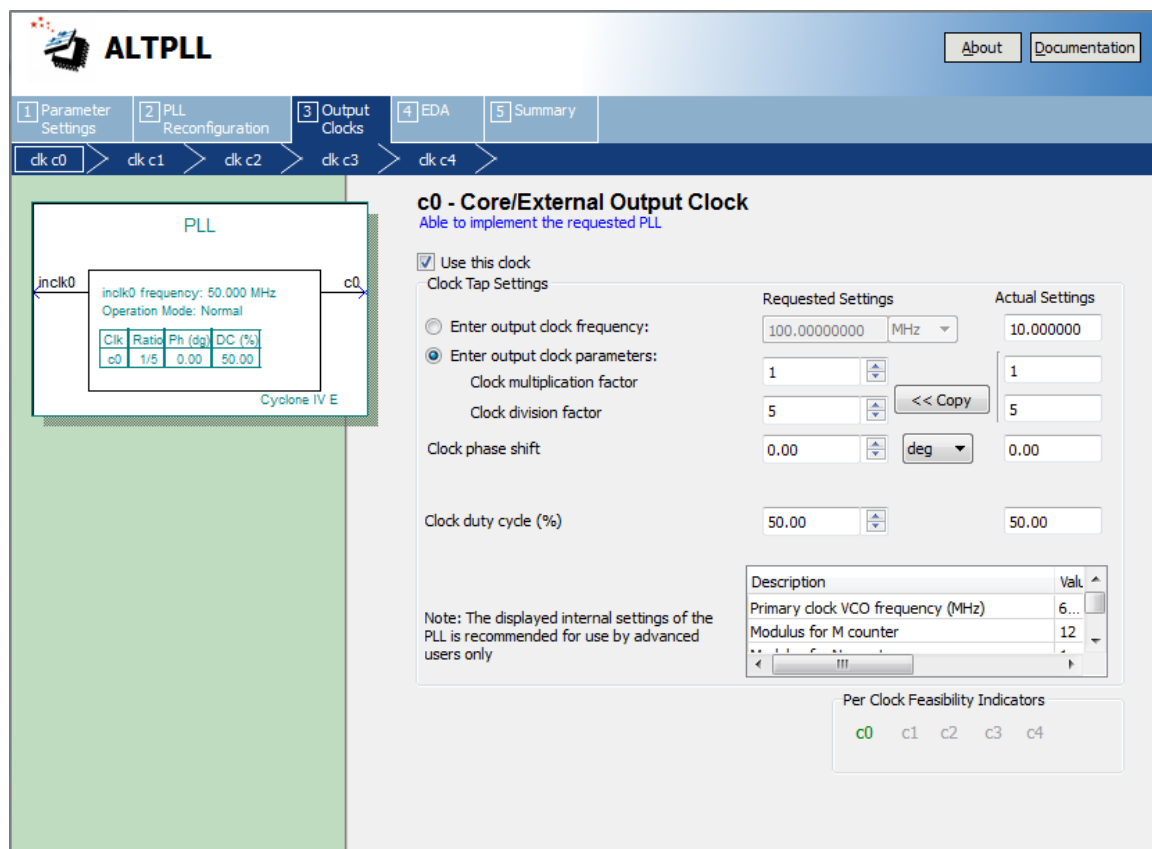 ALTPLL
About
Documentation
1 Parameter Settings
2 PLL Reconfiguration
3 Output Clocks
4 EDA
5 Summary
clk c0
clk c1
clk c2
clk c3
clk c4
PLL
inclk0
c0
inclk0 frequency: 50.000 MHz
Operation Mode: Normal
Clk Ratio Ph (dg) DC (%)
c0 1/5 0.00 50.00
Cyclone IV E
c0 - Core/External Output Clock
Able to implement the requested PLL
Use this clock
Clock Tap Settings
Requested Settings
Actual Settings
Enter output clock frequency:
100.00000000 MHz
10.000000
Enter output clock parameters:
Clock multiplication factor
1
1
Clock division factor
5
<< Copy
5
Clock phase shift
0.00
deg
0.00
Clock duty cycle (%)
50.00
50.00
Note: The displayed internal settings of the
PLL is recommended for use by advanced
users only
Description
Primary clock VCO frequency (MHz) 6...
Modulus for M counter 12
Per Clock Feasibility Indicators
c0 c1 c2 c3 c4